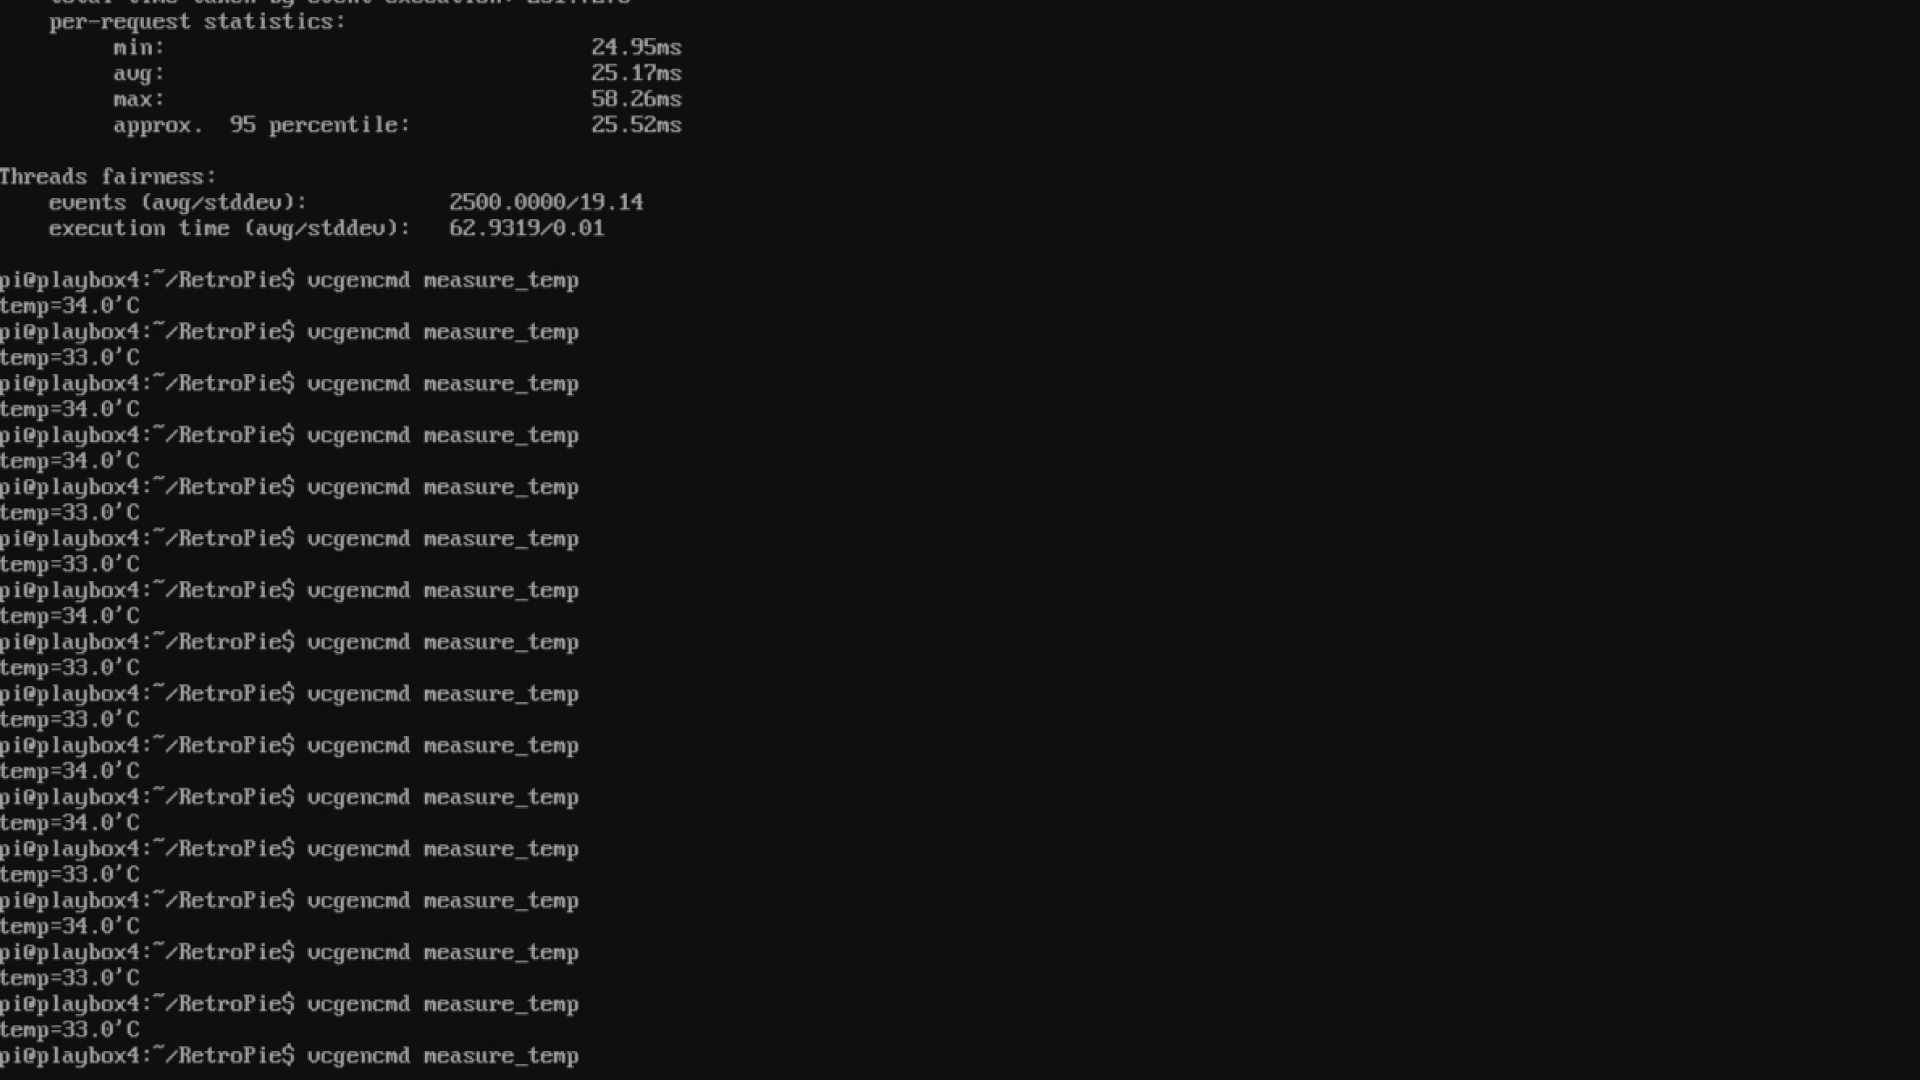 per-request statistics:
min: 24.95ms
avg: 25.17ms
max: 58.26ms
approx. 95 percentile: 25.52ms
Threads fairness:
events (avg/stddev): 2500.0000/19.14
execution time (avg/stddev): 62.9319/0.01
pi@playbox4:~/RetroPie$ vcgencmd measure_temp
temp=34.0'C
pi@playbox4:~/RetroPie$ vcgencmd measure_temp
temp=33.0'C
pi@playbox4:~/RetroPie$ vcgencmd measure_temp
temp=34.0'C
pi@playbox4:~/RetroPie$ vcgencmd measure_temp
temp=34.0'C
pi@playbox4:~/RetroPie$ vcgencmd measure_temp
temp=33.0'C
pi@playbox4:~/RetroPie$ vcgencmd measure_temp
temp=33.0'C
pi@playbox4:~/RetroPie$ vcgencmd measure_temp
temp=34.0'C
pi@playbox4:~/RetroPie$ vcgencmd measure_temp
temp=33.0'C
pi@playbox4:~/RetroPie$ vcgencmd measure_temp
temp=33.0'C
pi@playbox4:~/RetroPie$ vcgencmd measure_temp
temp=34.0'C
pi@playbox4:~/RetroPie$ vcgencmd measure_temp
temp=34.0'C
pi@playbox4:~/RetroPie$ vcgencmd measure_temp
temp=33.0'C
pi@playbox4:~/RetroPie$ vcgencmd measure_temp
temp=34.0'C
pi@playbox4:~/RetroPie$ vcgencmd measure_temp
temp=33.0'C
pi@playbox4:~/RetroPie$ vcgencmd measure_temp
temp=33.0'C
pi@playbox4:~/RetroPie$ vcgencmd measure_temp